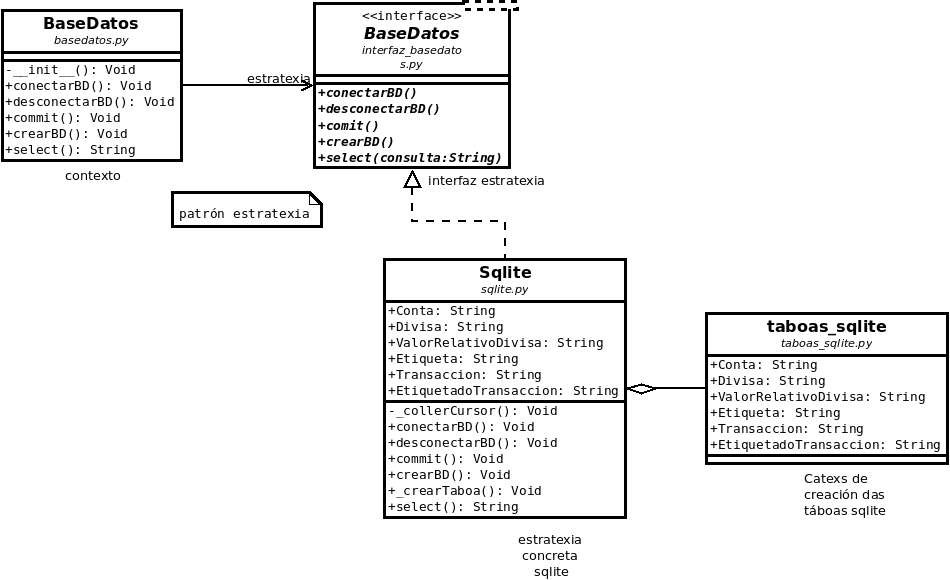 BaseDatos
basedatos.py
-__init__(): Void
+conectarBD(): Void
+desconectarBD(): Void
+commit(): Void
+crearBD(): Void
+select(): String
contexto
estratexia
<<interface>>
BaseDatos
interfaz_basedato
s.py
+conectarBD()
+desconectarBD()
+comit()
+crearBD()
+select(consulta:String)
interfaz estratexia
patrón estratexia
Sqlite
sqlite.py
+Conta: String
+Divisa: String
+ValorRelativoDivisa: String
+Etiqueta: String
+Transaccion: String
+EtiquetadoTransaccion: String
-_collerCursor(): Void
+conectarBD(): Void
+desconectarBD(): Void
+commit(): Void
+crearBD(): Void
+_crearTaboa(): Void
+select(): String
estratexia
concreta
sqlite
taboas_sqlite
taboas_sqlite.py
+Conta: String
+Divisa: String
+ValorRelativoDivisa: String
+Etiqueta: String
+Transaccion: String
+EtiquetadoTransaccion: String
Catexs de
creación das
táboas sqlite